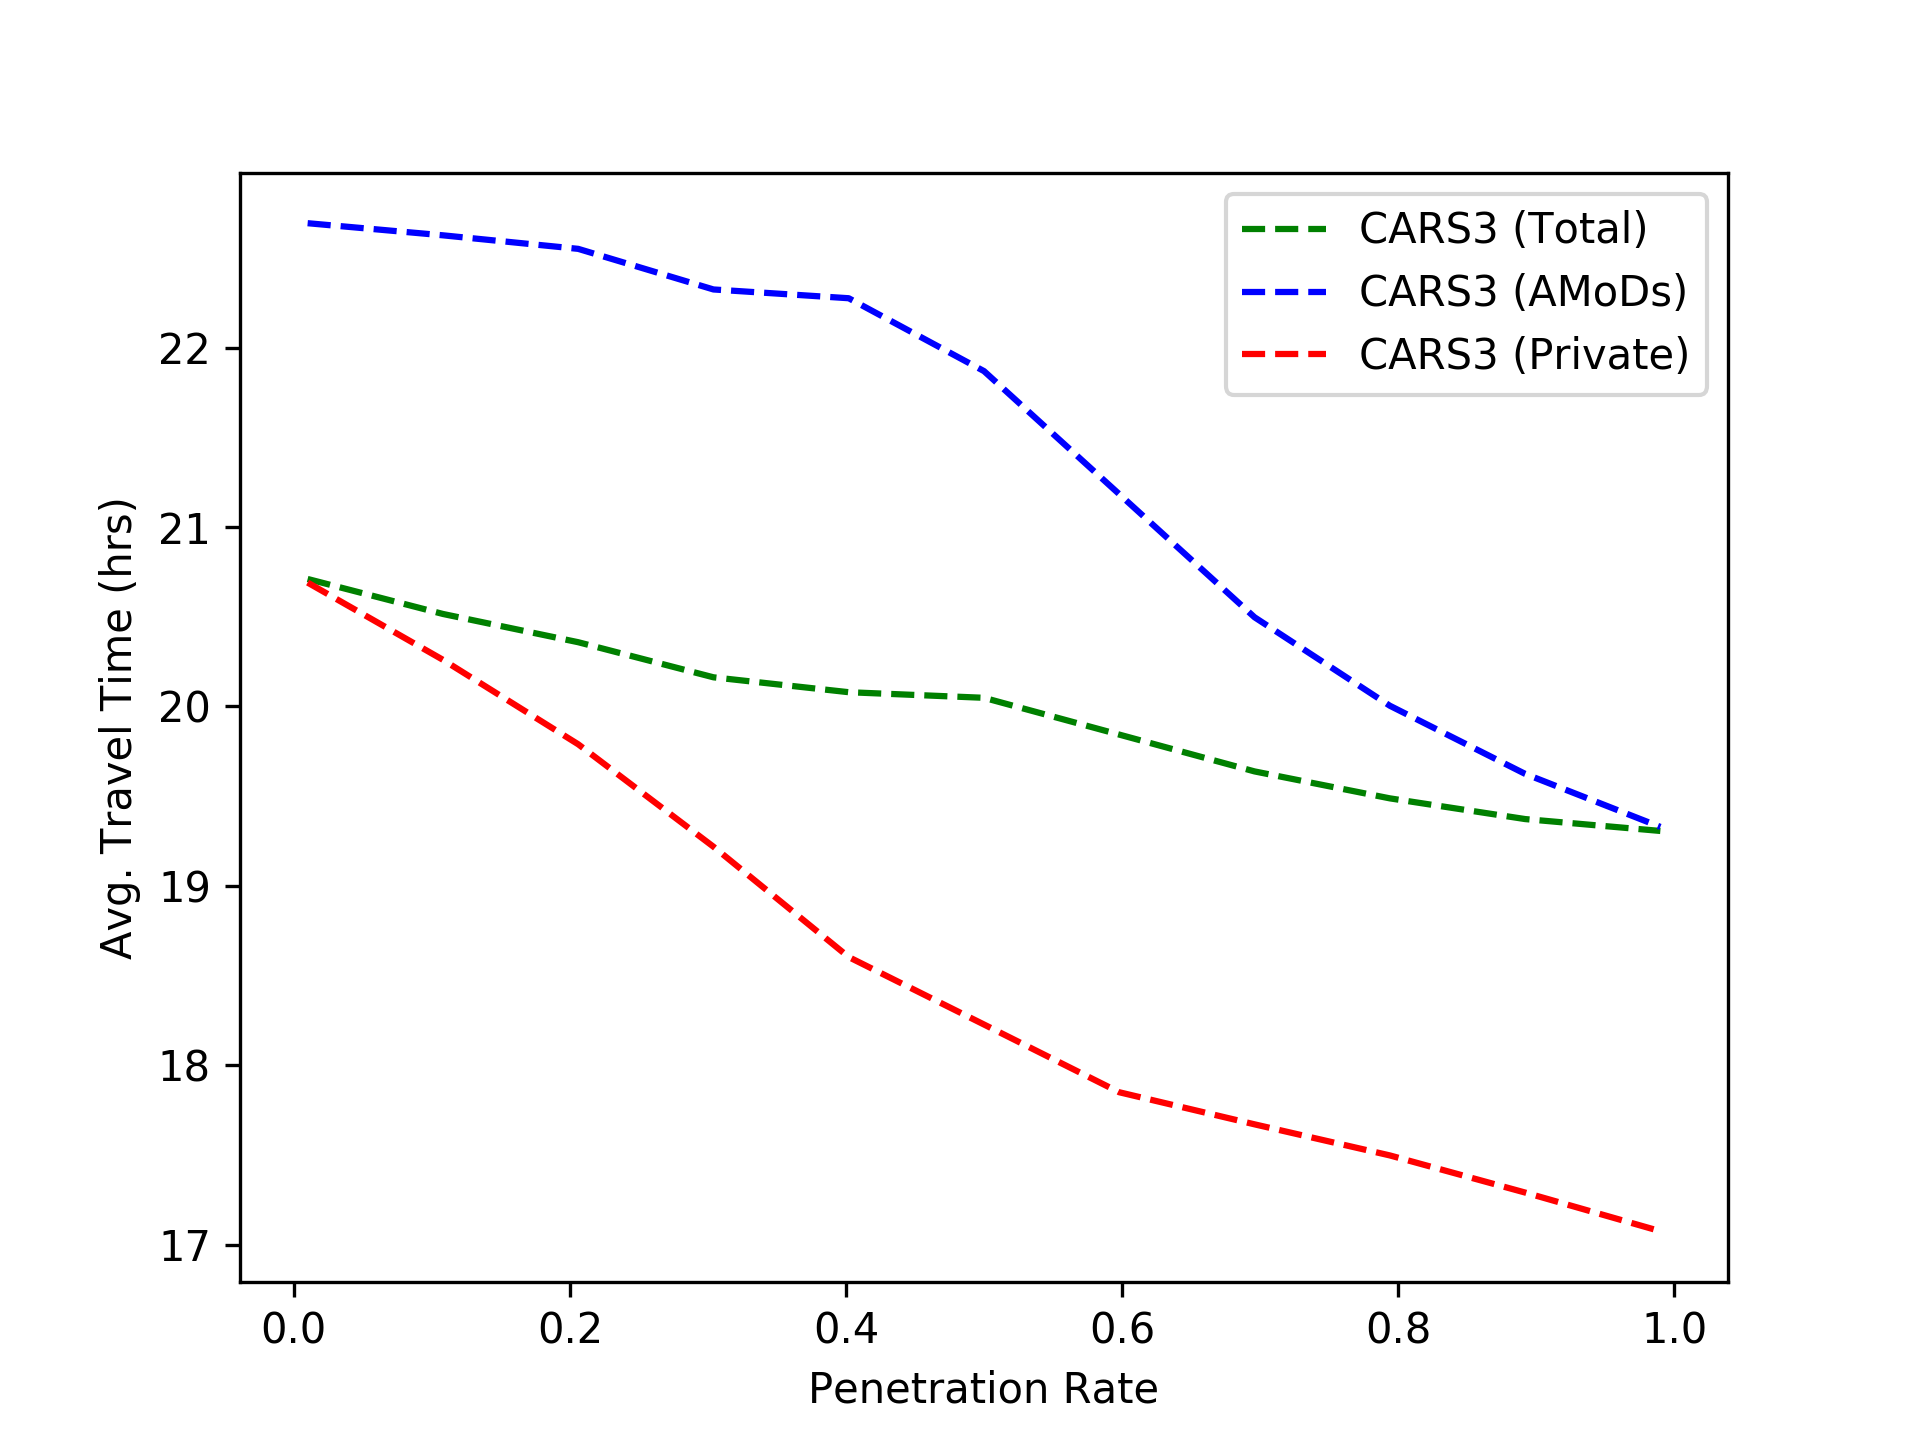 CARS3 (Total)
CARS3 (AMoDs)
CARS3 (Private)
Avg. Travel Time (hrs)
22
21
20
19
18
17
0.0 0.2 0.4 0.6 0.8 1.0
Penetration Rate